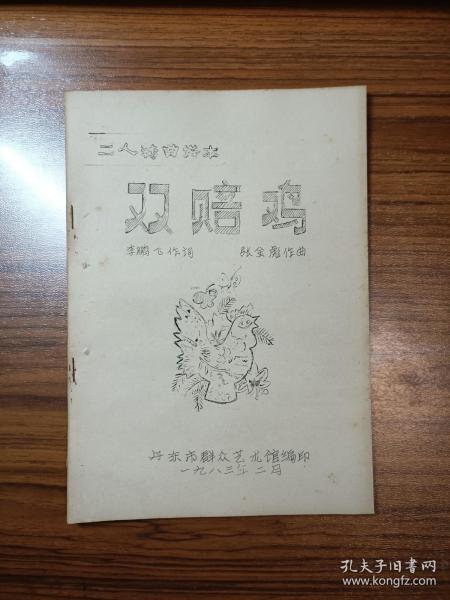 二人转曲谱本
双赔鸡
李鹏飞作词 张金彪作曲
丹东市群众艺术馆编印
一九八三年二月
孔夫子旧书网
www.kongfz.com